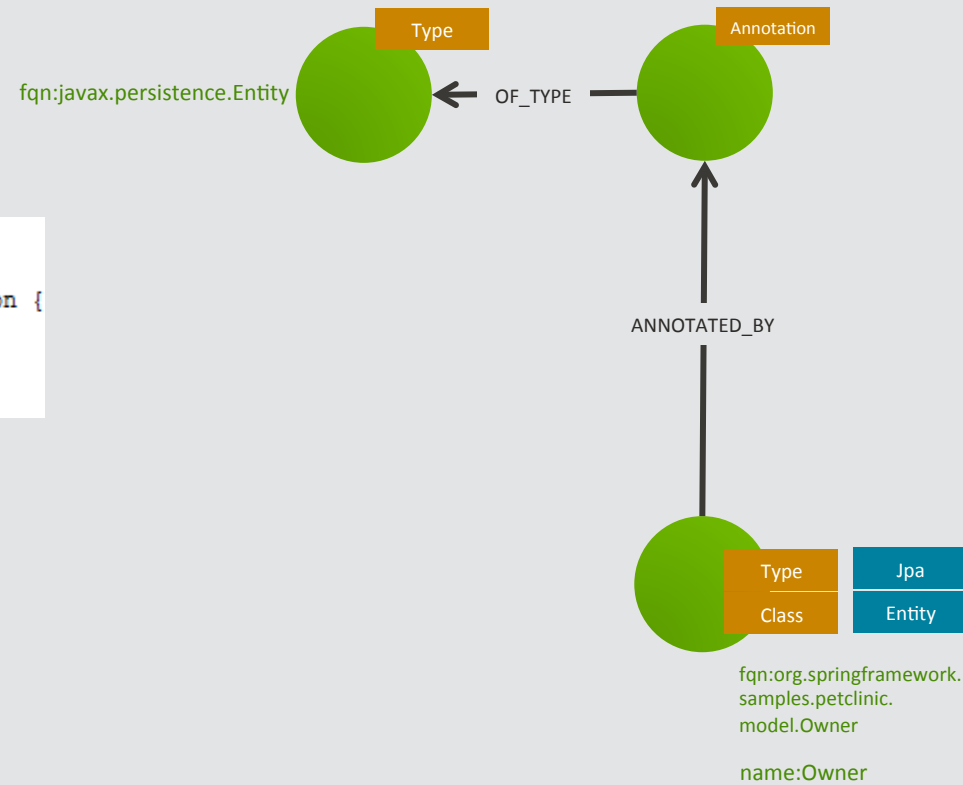 Type
Annotation
fqn:javax.persistence.Entity
OF_TYPE
on {
ANNOTATED_BY
Type
Jpa
Class
Entity
fqn:org.springframework.
samples.petclinic.
model.Owner
name:Owner